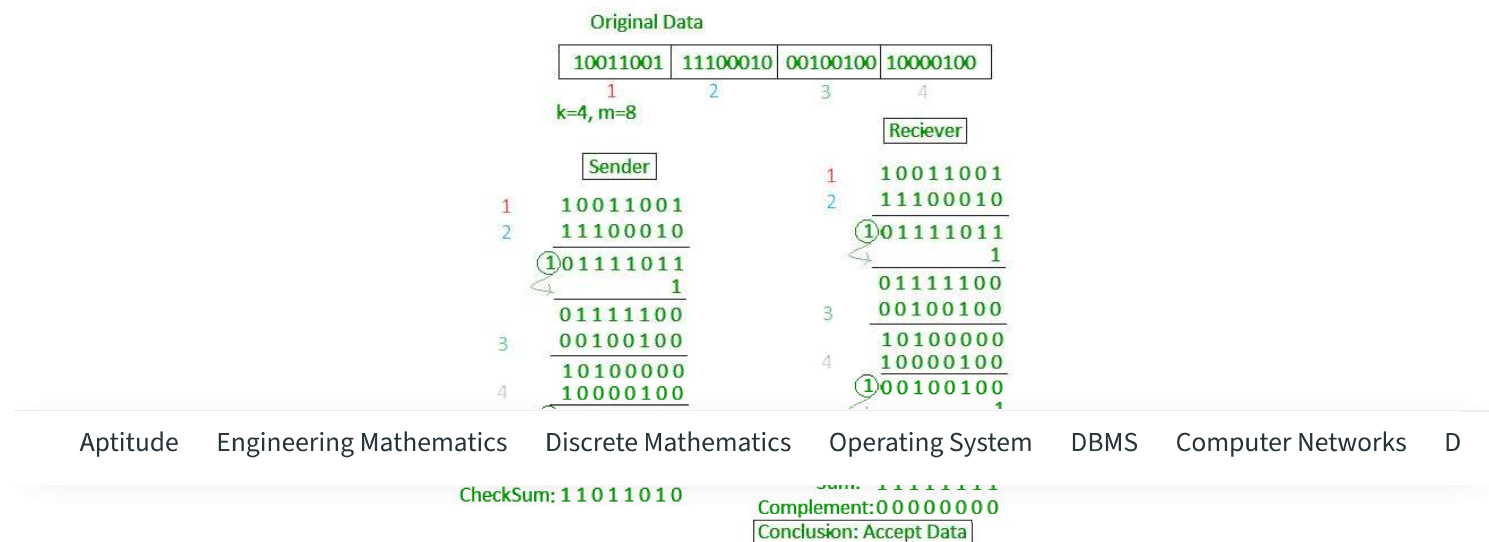 Original Data
10011001 11100010 00100100 10000100
1 2 3 4
k=4, m=8
Sender
1 10011001
2 11100010
1 01111011
1
01111100
3 00100100
10100000
4 10000100
CheckSum: 11011010
Reciever
1 10011001
2 11100010
1 01111011
1
01111100
3 00100100
10100000
4 10000100
1 00100100
1
Sum: 11111111
Complement: 00000000
Conclusion: Accept Data
Aptitude Engineering Mathematics Discrete Mathematics Operating System DBMS Computer Networks D